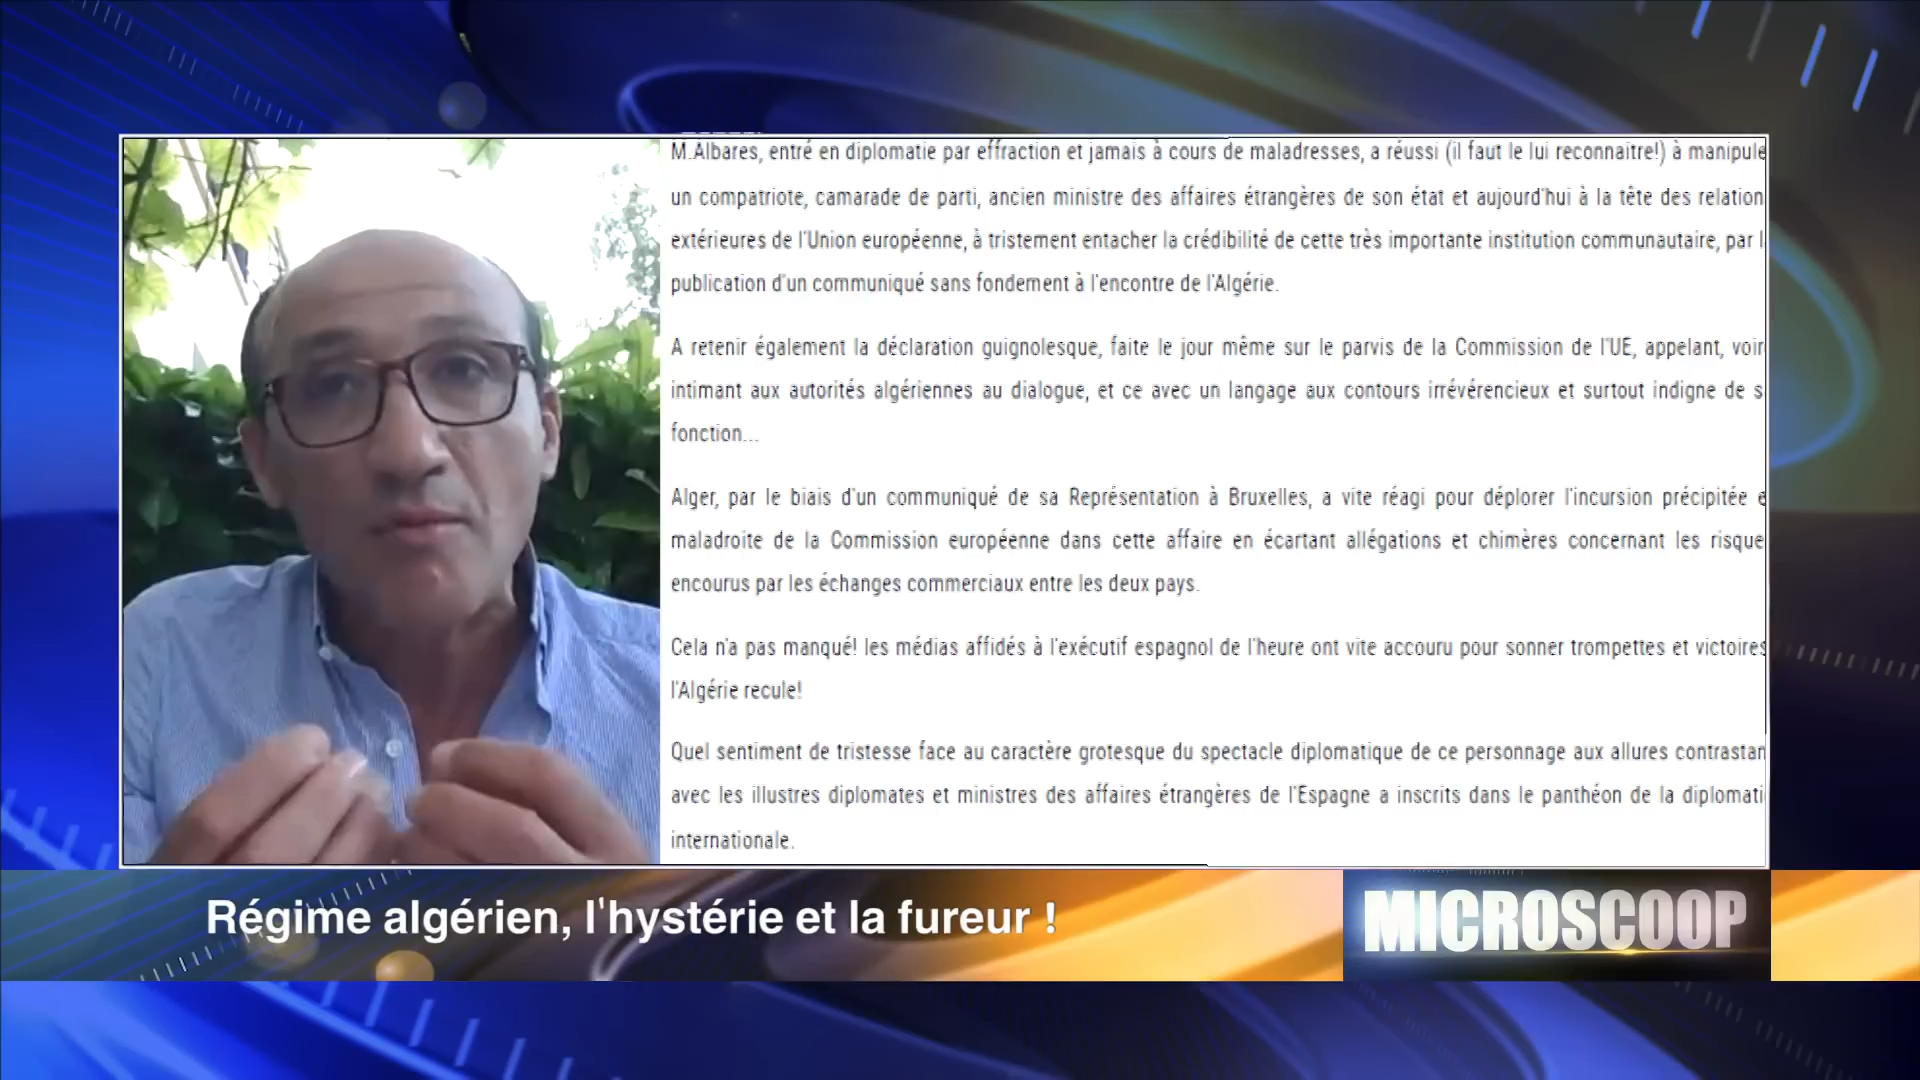 M.Albares, entré en diplomatie par effraction et jamais à cours de maladresses, a réussi (il faut le lui reconnaitre!) à manipule
un compatriote, camarade de parti, ancien ministre des affaires étrangères de son état et aujourd'hui à la tête des relation
extérieures de l'Union européenne, à tristement entacher la crédibilité de cette très importante institution communautaire, par l
publication d'un communiqué sans fondement à l'encontre de l'Algérie.
A retenir également la déclaration guignolesque, faite le jour même sur le parvis de la Commission de l'UE, appelant, voir
intimant aux autorités algériennes au dialogue, et ce avec un langage aux contours irrévérencieux et surtout indigne de s
fonction...
Alger, par le biais d'un communiqué de sa Représentation à Bruxelles, a vite réagi pour déplorer l'incursion précipitée e
maladroite de la Commission européenne dans cette affaire en écartant allégations et chimères concernant les risque
encourus par les échanges commerciaux entre les deux pays.
Cela n'a pas manqué! les médias affidés à l'exécutif espagnol de l'heure ont vite accouru pour sonner trompettes et victoires
l'Algérie recule!
Quel sentiment de tristesse face au caractère grotesque du spectacle diplomatique de ce personnage aux allures contrastan
avec les illustres diplomates et ministres des affaires étrangères de l'Espagne a inscrits dans le panthéon de la diplomati
internationale.
Régime algérien, l'hystérie et la fureur !
MICROSCOOP